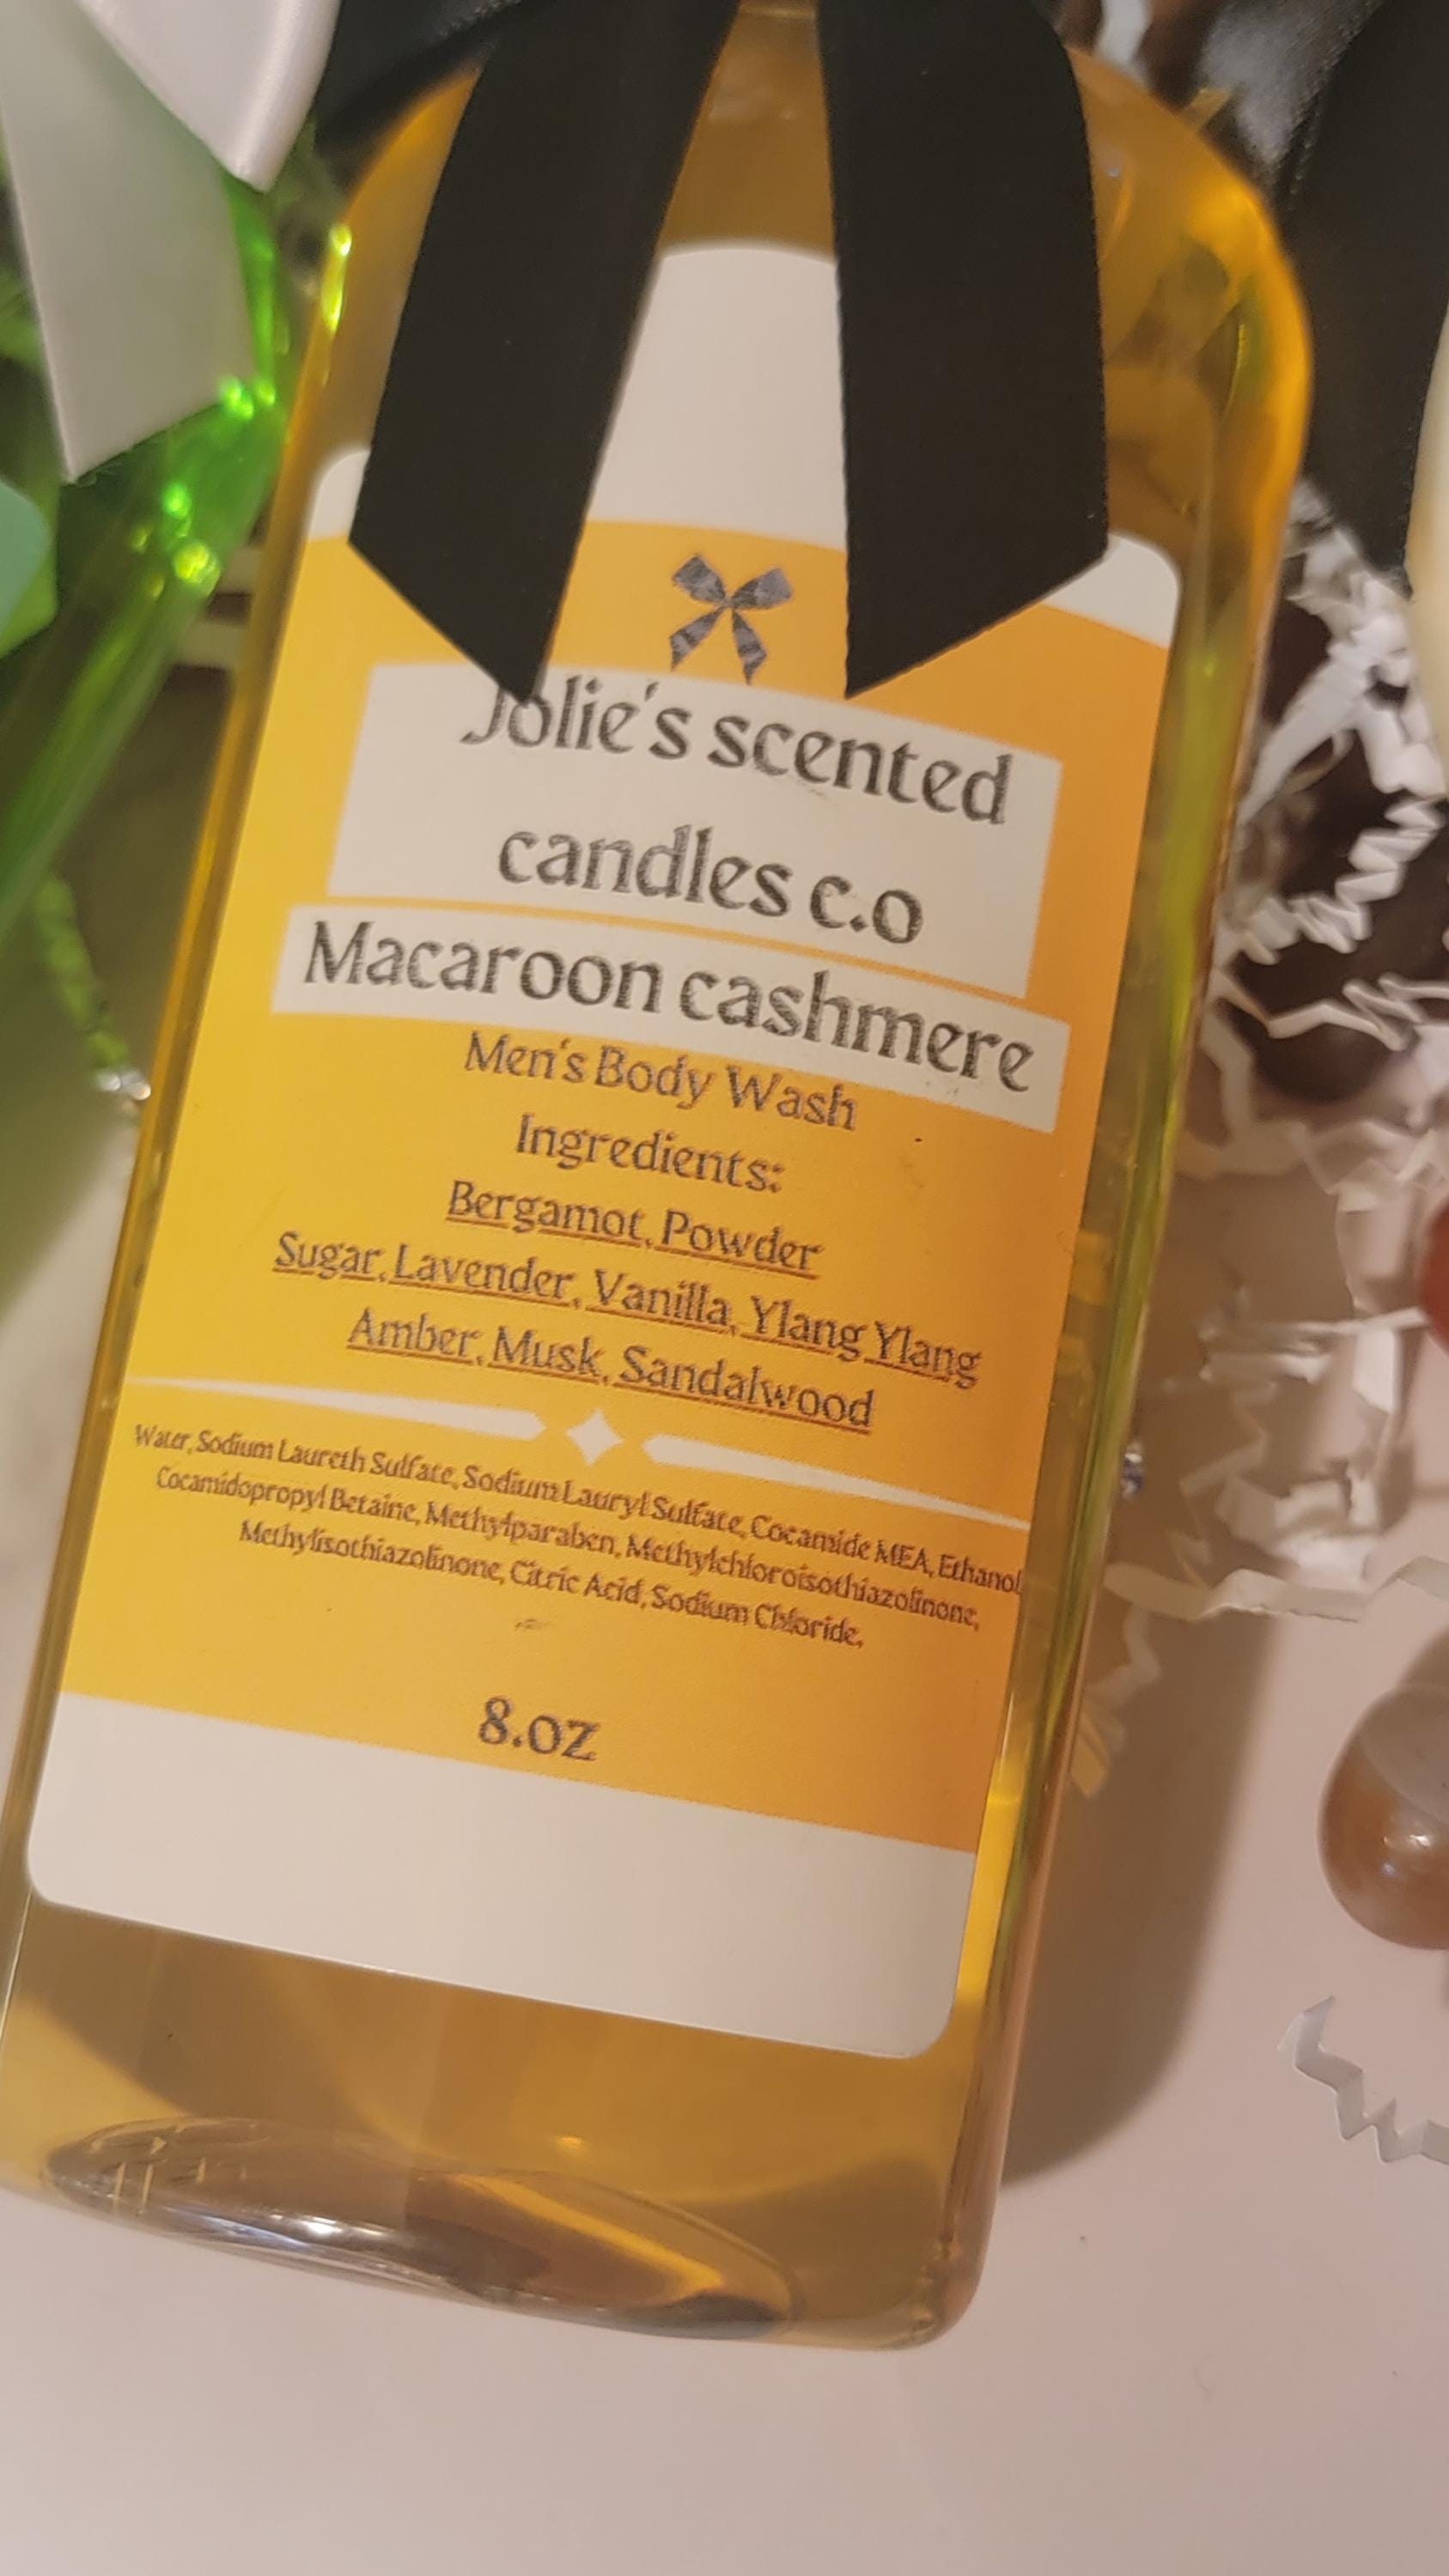 Jolie's scented
candles c.o
Macaroon cashmere
Men's Body Wash
Ingredients:
Bergamot, Powder
Sugar, Lavender, Vanilla, Ylang Ylang
Amber, Musk, Sandalwood
Water, Sodium Laureth Sulfate, Sodium Lauryl Sulfate, Cocamide MEA, Ethanol
Cocamidopropyl Betaine, Methylparaben, Methylchloroisothiazolinone,
Methylisothiazolinone, Citric Acid, Sodium Chloride,
8.oz